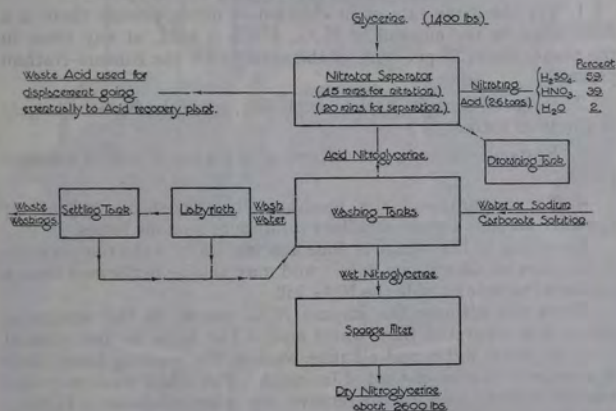 Glycerine. (1400 lbs)
Waste Acid used for
displacement going
eventually to Acid recovery plant.
Nitrator Separator
(45 mins for nitration)
(20 mins for separation)
Nitrating
Acid (2.6 tons)
Percent
H₂SO₄ 59
HNO₃ 39
H₂O 2
Acid Nitroglycerine
Drowning Tank
Waste
Washings
Settling Tank
Labyrinth
Wash
Water
Washing Tanks
Water or Sodium
Carbonate Solution
Wet Nitroglycerine
Sponge Filter
Dry Nitroglycerine
about 2600 lbs.